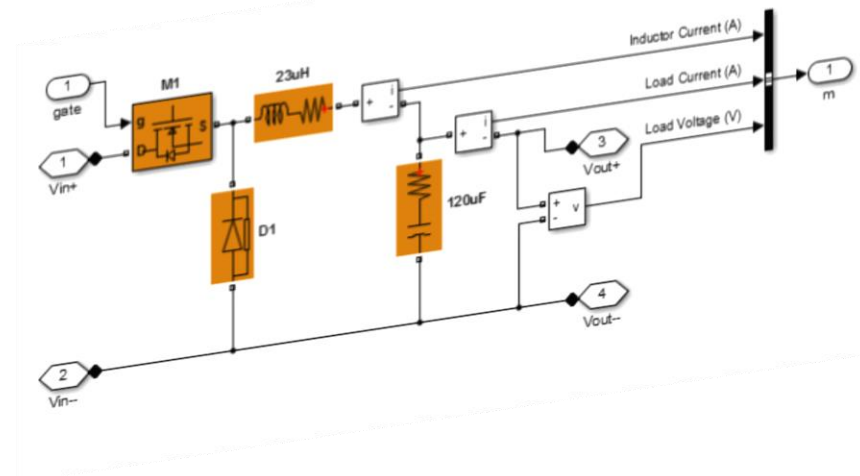 Inductor Current (A)
1
m
Load Current (A)
Load Voltage (V)
1
gate
M1
g
S
D
23uH
i
+
-
i
+
-
1
Vin+
3
Vout+
D1
120uF
+
-
v
4
Vout--
2
Vin--